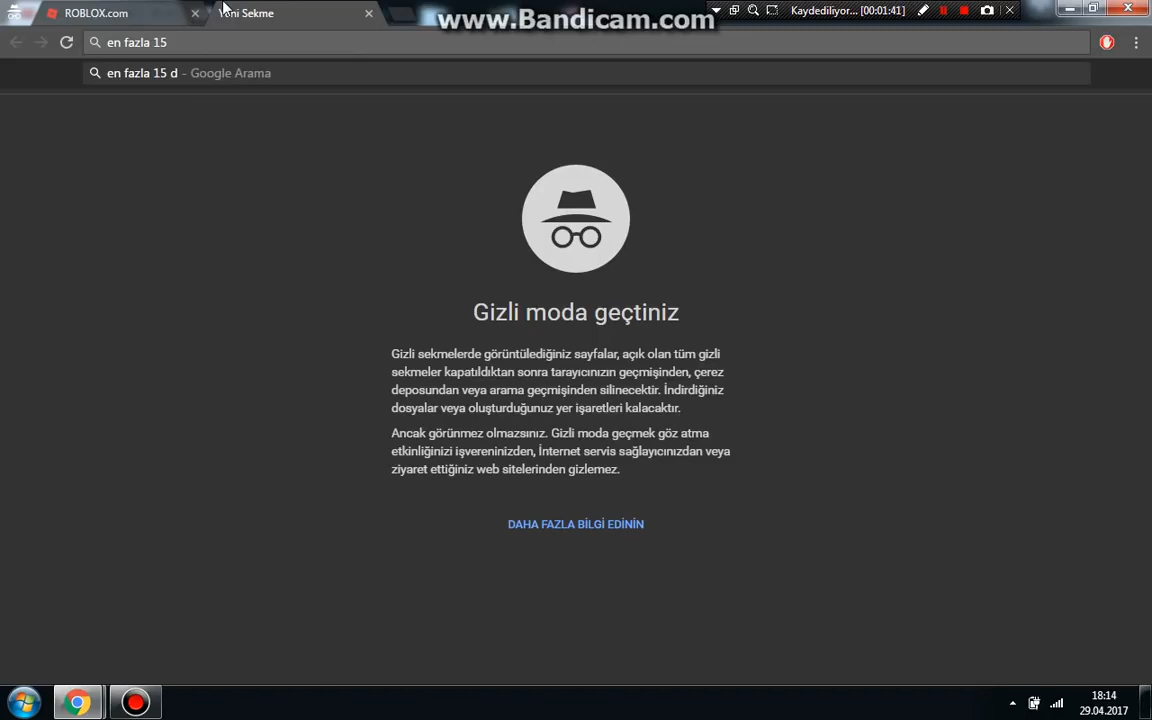 ROBLOX.com
Yeni Sekme
www.Bandicam.com
Kaydediliyor... [00:01:41]
en fazla 15
en fazla 15 d - Google Arama
Gizli moda geçtiniz
Gizli sekmelerde görüntülediğiniz sayfalar, açık olan tüm gizli
sekmeler kapatıldıktan sonra tarayıcınızın geçmişinden, çerez
deposundan veya arama geçmişinden silinecektir. İndirdiğiniz
dosyalar veya oluşturduğunuz yer işaretleri kalacaktır.
Ancak görünmez olmazsınız. Gizli moda geçmek göz atma
etkinliğinizi işvereninizden, İnternet servis sağlayıcınızdan veya
ziyaret ettiğiniz web sitelerinden gizlemez.
DAHA FAZLA BİLGİ EDİNİN
18:14
29.04.2017